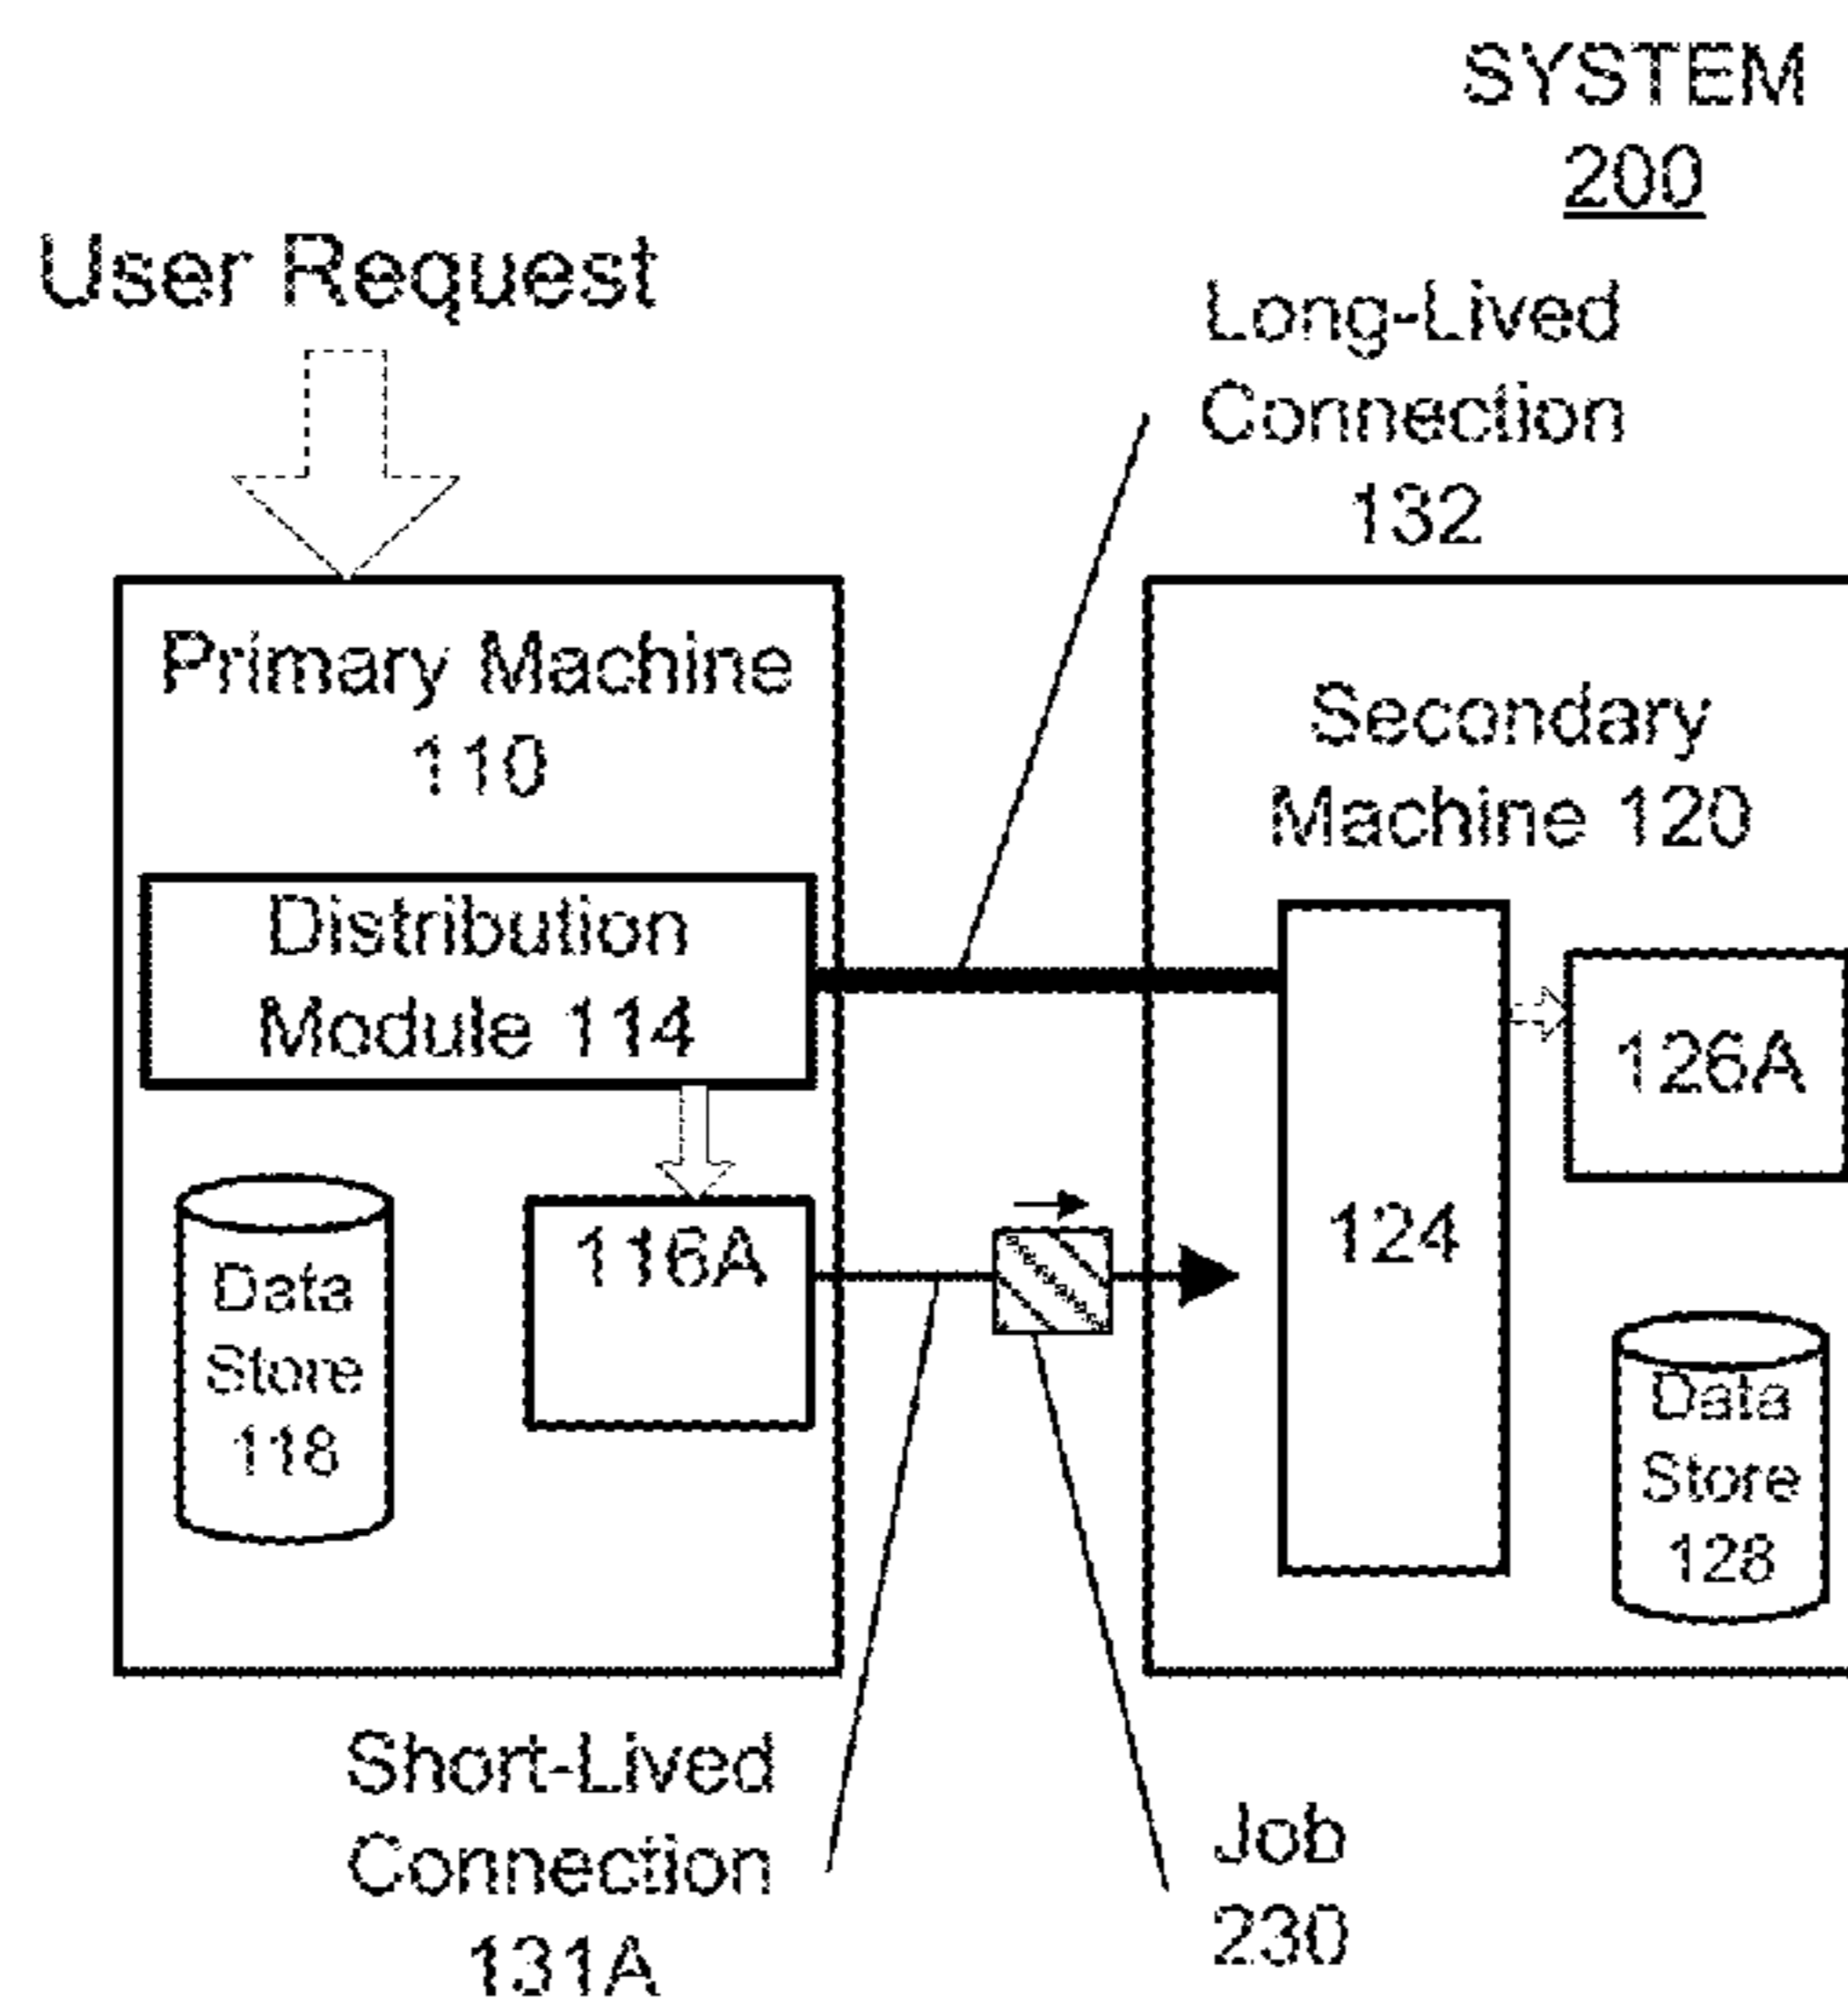 SYSTEM
200
User Request
Long-Lived
Connection
132
Primary Machine
110
Secondary
Machine 120
Distribution
Module 114
126A
116A
124
Data
Store
118
Data
Store
128
Short-Lived
Connection
131A
Job
230